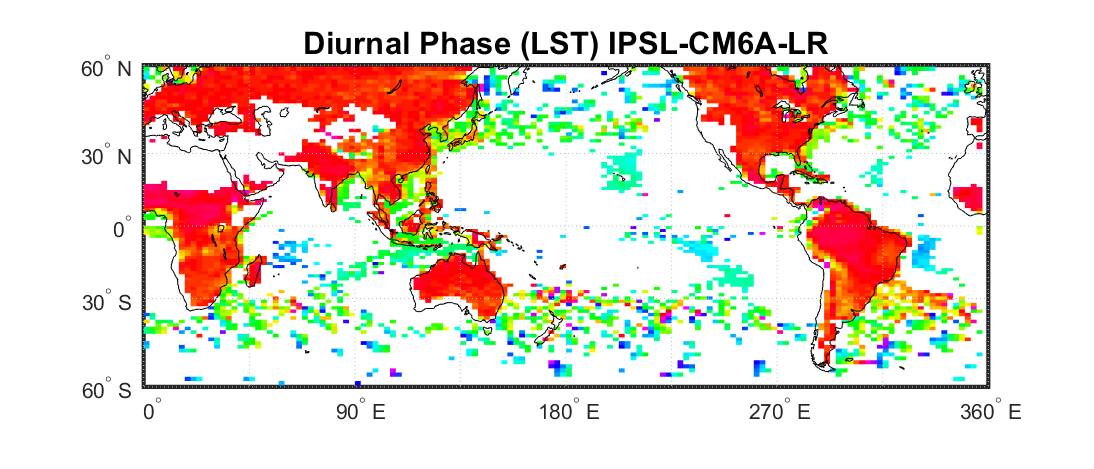 Diurnal Phase (LST) IPSL-CM6A-LR
60° N
30° N
0°
30° S
60° S
0° 90° E 180° E 270° E 360° E